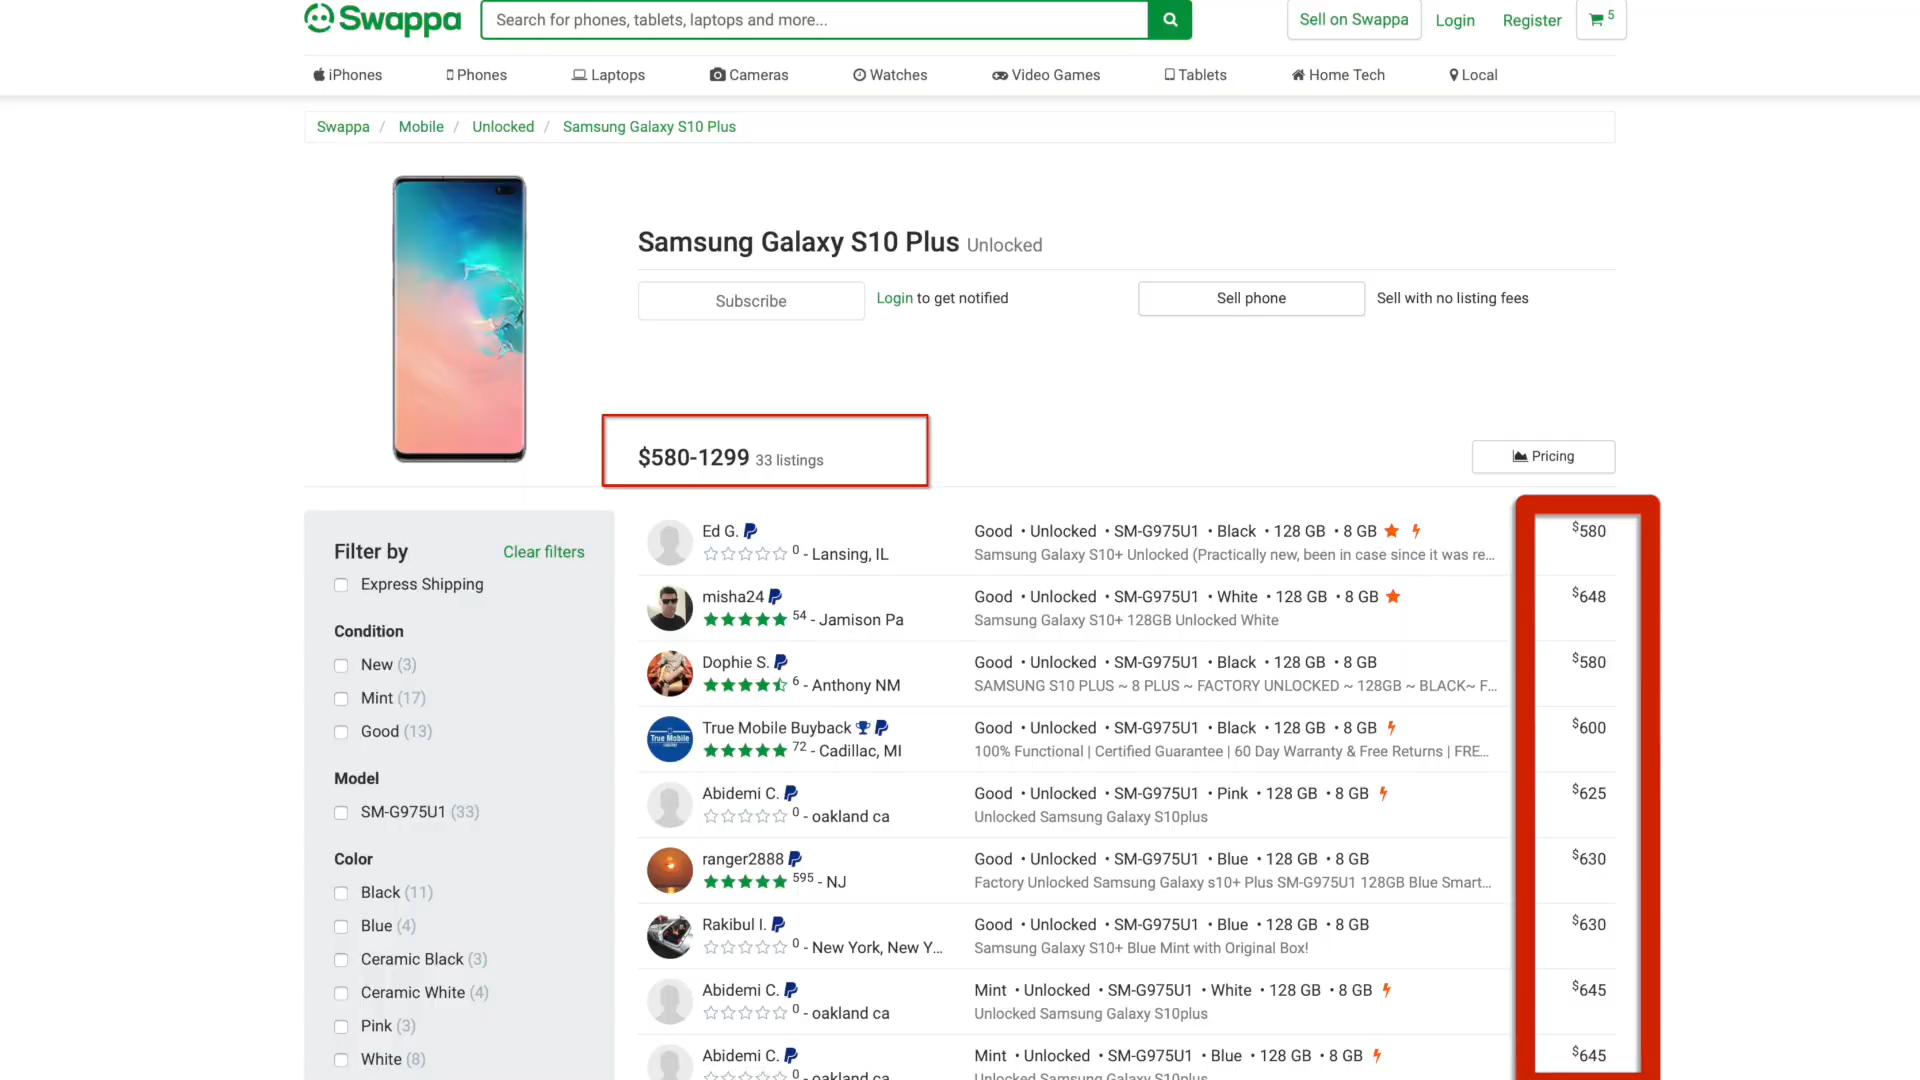 Swappa
Search for phones, tablets, laptops and more...
Sell on Swappa Login Register 5
iPhones Phones Laptops Cameras Watches Video Games Tablets Home Tech Local
Swappa / Mobile / Unlocked / Samsung Galaxy S10 Plus
Samsung Galaxy S10 Plus Unlocked
Subscribe Login to get notified Sell phone Sell with no listing fees
$580-1299 33 listings Pricing
Filter by Clear filters
Express Shipping
Condition
New (3)
Mint (17)
Good (13)
Model
SM-G975U1 (33)
Color
Black (11)
Blue (4)
Ceramic Black (3)
Ceramic White (4)
Pink (3)
White (8)
Ed G. Good • Unlocked • SM-G975U1 • Black • 128 GB • 8 GB $580
0 - Lansing, IL Samsung Galaxy S10+ Unlocked (Practically new, been in case since it was re...
misha24 Good • Unlocked • SM-G975U1 • White • 128 GB • 8 GB $648
54 - Jamison Pa Samsung Galaxy S10+ 128GB Unlocked White
Dophie S. Good • Unlocked • SM-G975U1 • Black • 128 GB • 8 GB $580
6 - Anthony NM SAMSUNG S10 PLUS ~ 8 PLUS ~ FACTORY UNLOCKED ~ 128GB ~ BLACK~ F...
True Mobile
True Mobile Buyback Good • Unlocked • SM-G975U1 • Black • 128 GB • 8 GB $600
72 - Cadillac, MI 100% Functional | Certified Guarantee | 60 Day Warranty & Free Returns | FRE...
Abidemi C. Good • Unlocked • SM-G975U1 • Pink • 128 GB • 8 GB $625
0 - oakland ca Unlocked Samsung Galaxy S10plus
ranger2888 Good • Unlocked • SM-G975U1 • Blue • 128 GB • 8 GB $630
595 - NJ Factory Unlocked Samsung Galaxy s10+ Plus SM-G975U1 128GB Blue Smart...
Rakibul I. Good • Unlocked • SM-G975U1 • Blue • 128 GB • 8 GB $630
0 - New York, New Y... Samsung Galaxy S10+ Blue Mint with Original Box!
Abidemi C. Mint • Unlocked • SM-G975U1 • White • 128 GB • 8 GB $645
0 - oakland ca Unlocked Samsung Galaxy S10plus
Abidemi C. Mint • Unlocked • SM-G975U1 • Blue • 128 GB • 8 GB $645
0 - oakland ca Unlocked Samsung Galaxy S10plus